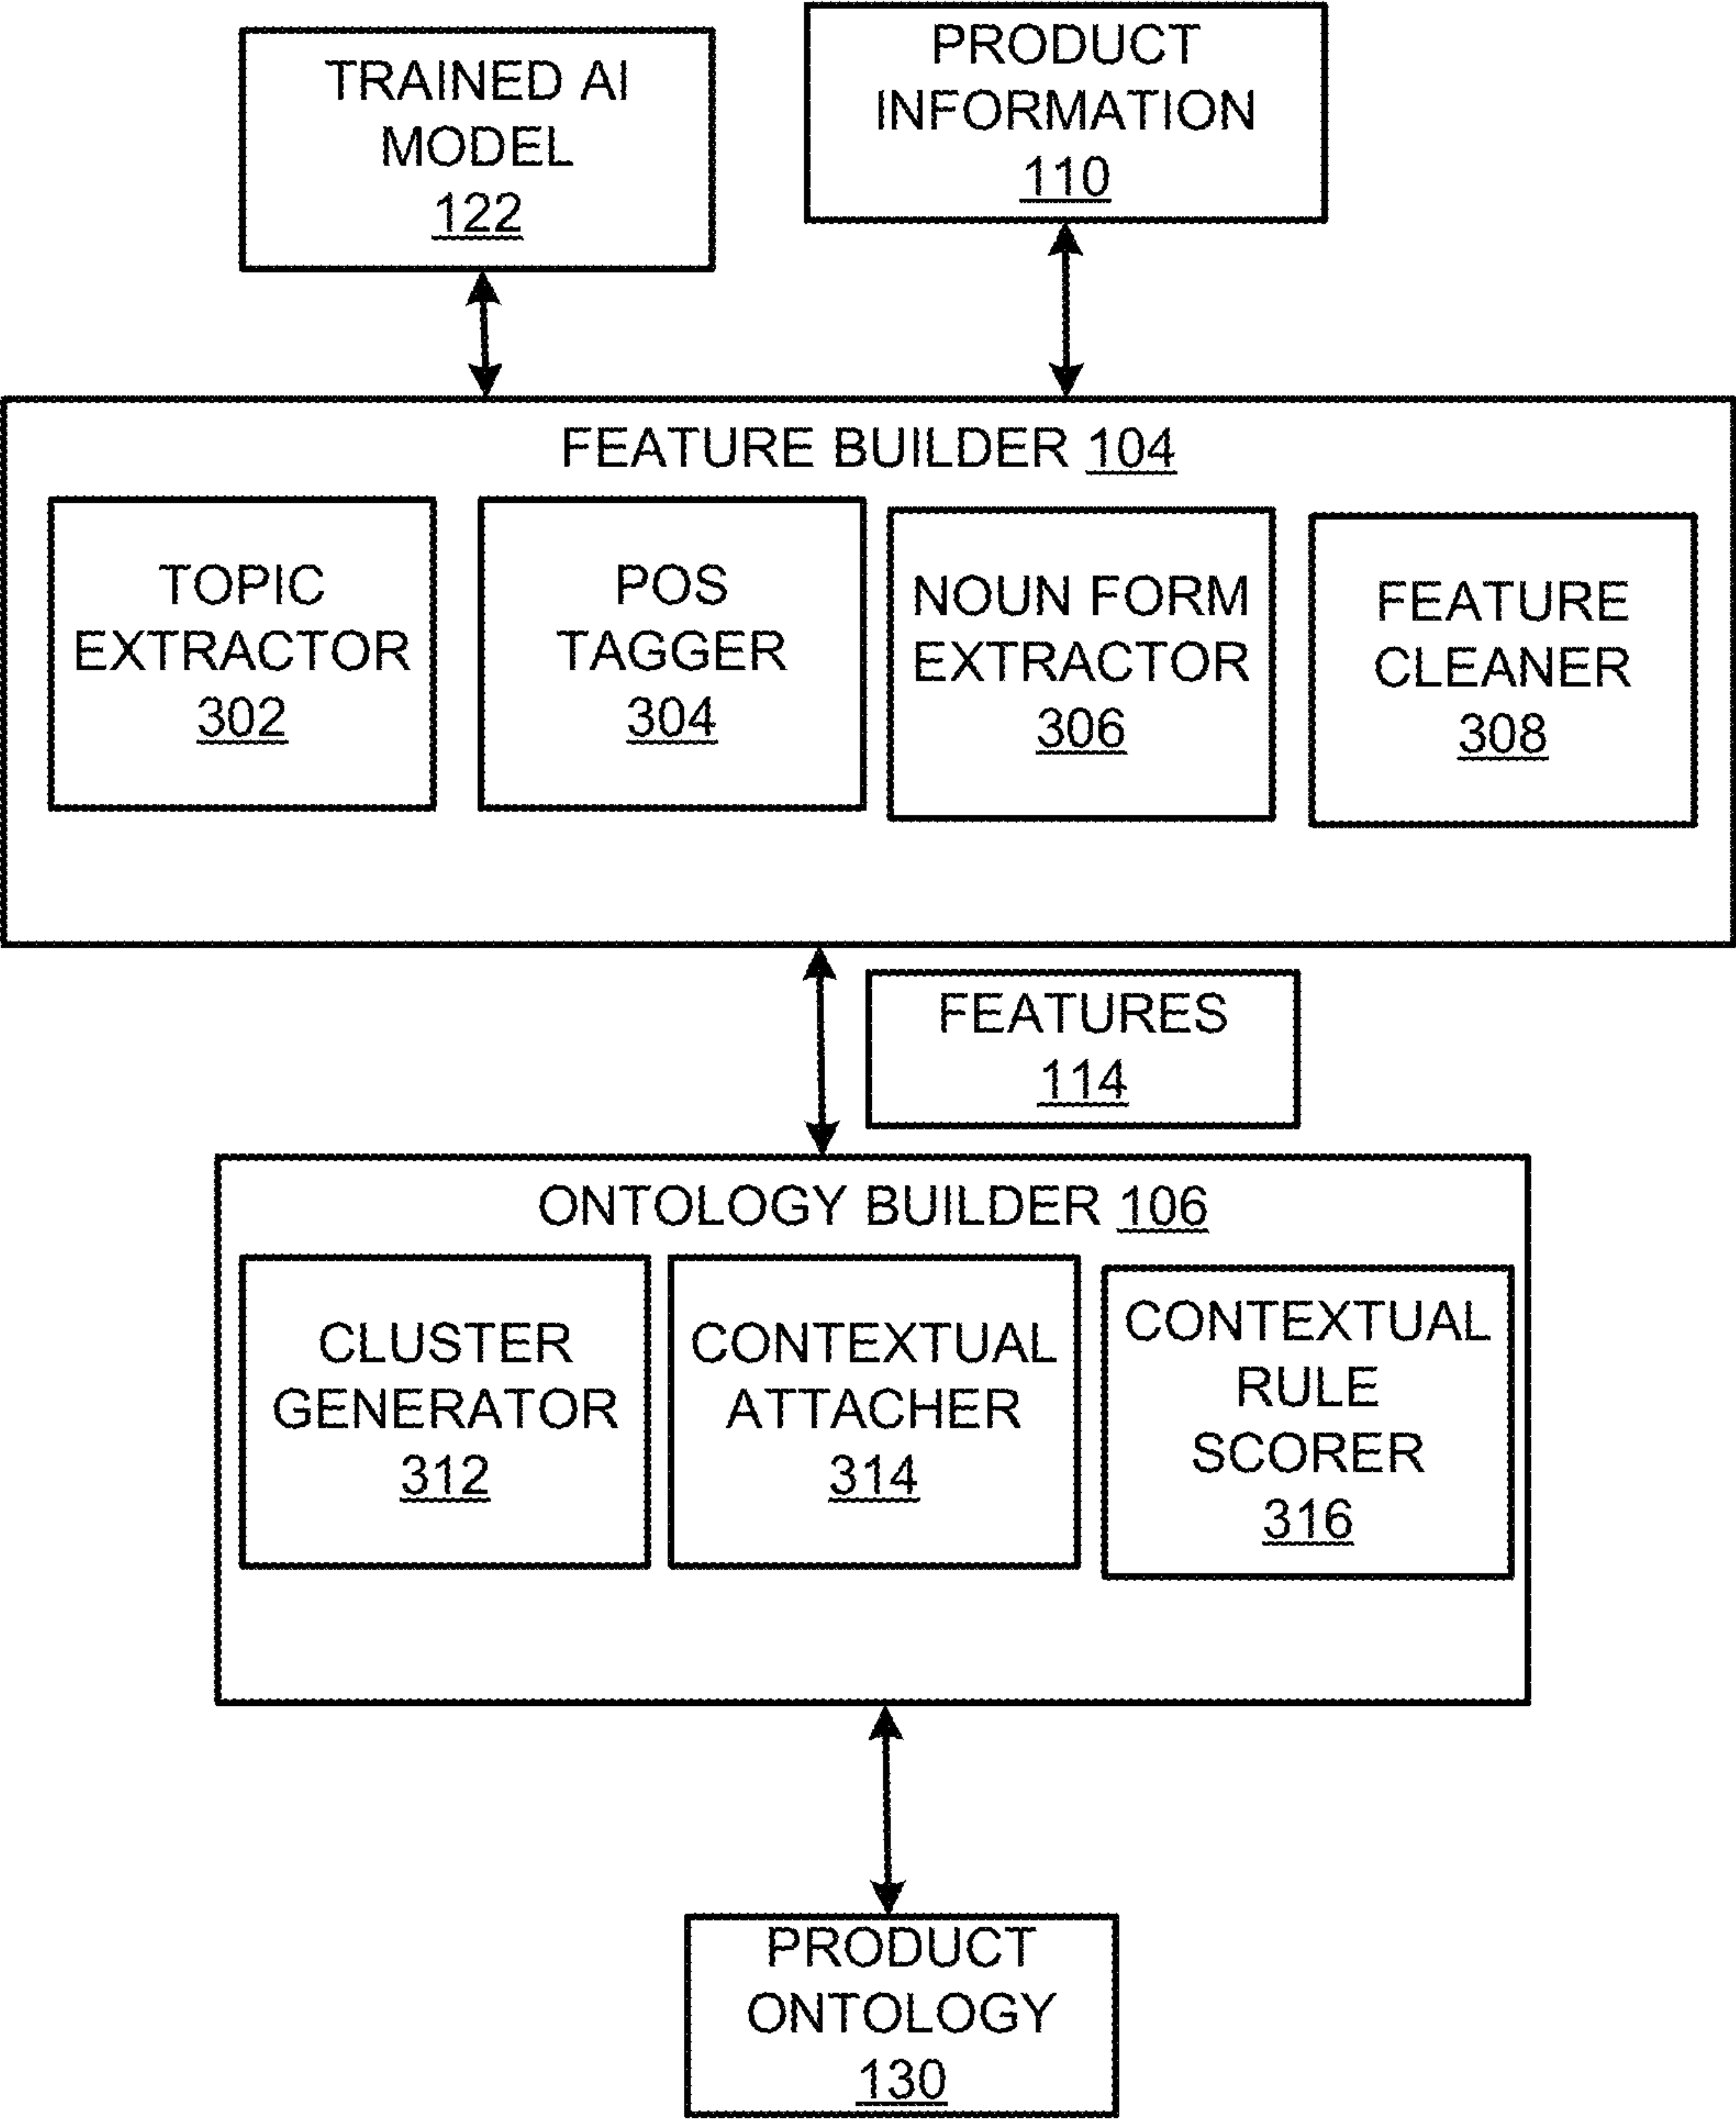 TRAINED AI
MODEL
122
PRODUCT
INFORMATION
110
FEATURE BUILDER 104
TOPIC
EXTRACTOR
302
POS
TAGGER
304
NOUN FORM
EXTRACTOR
306
FEATURE
CLEANER
308
FEATURES
114
ONTOLOGY BUILDER 106
CLUSTER
GENERATOR
312
CONTEXTUAL
ATTACHER
314
CONTEXTUAL
RULE
SCORER
316
PRODUCT
ONTOLOGY
130